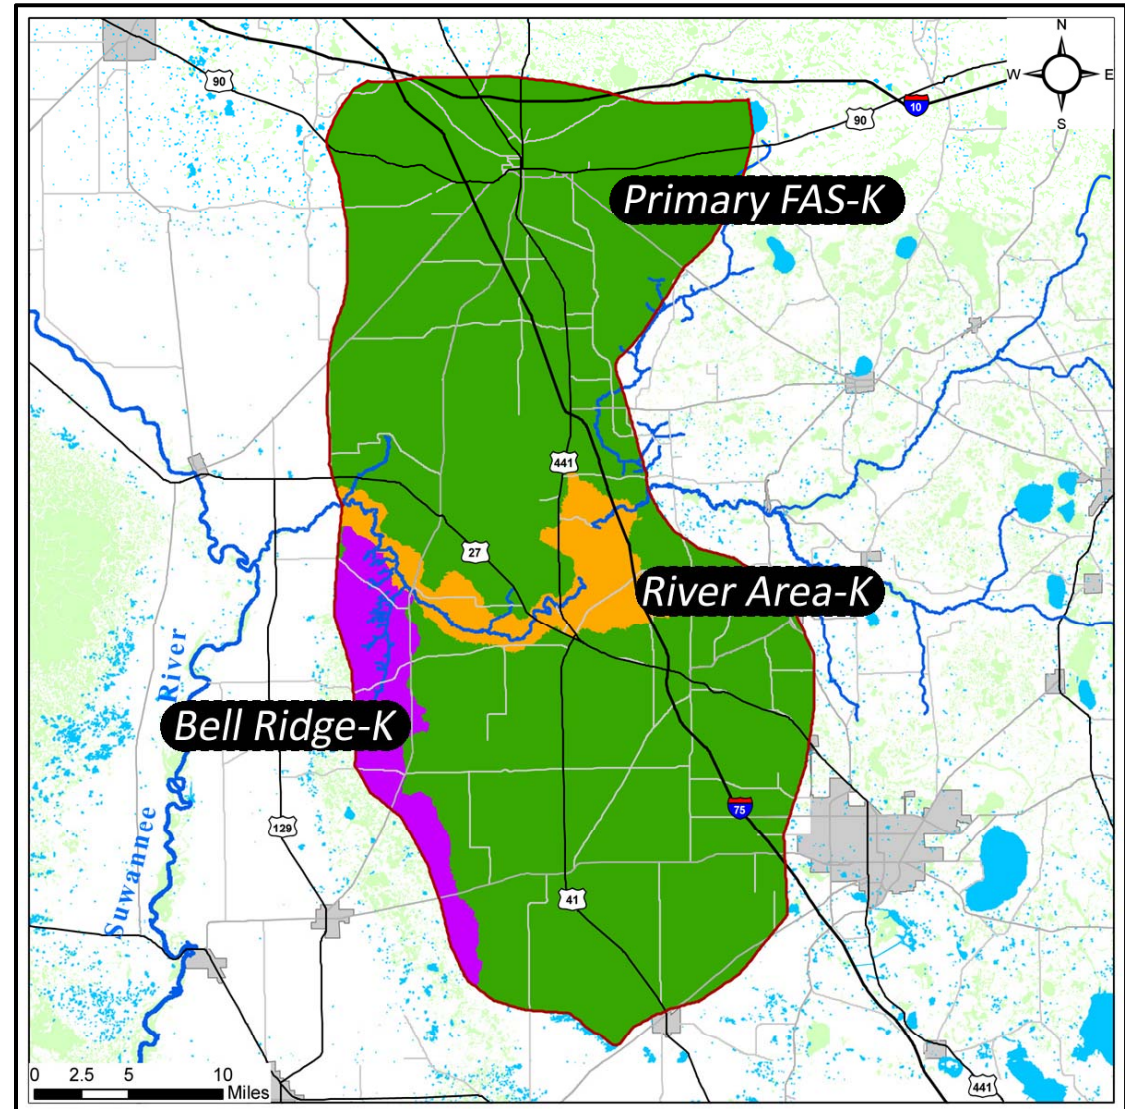 N
W E
S
90
10
90
Primary FAS-K
441
27
River Area-K
Bell Ridge-K
Suwannee River
75
129
41
0 2.5 5 10
Miles
441